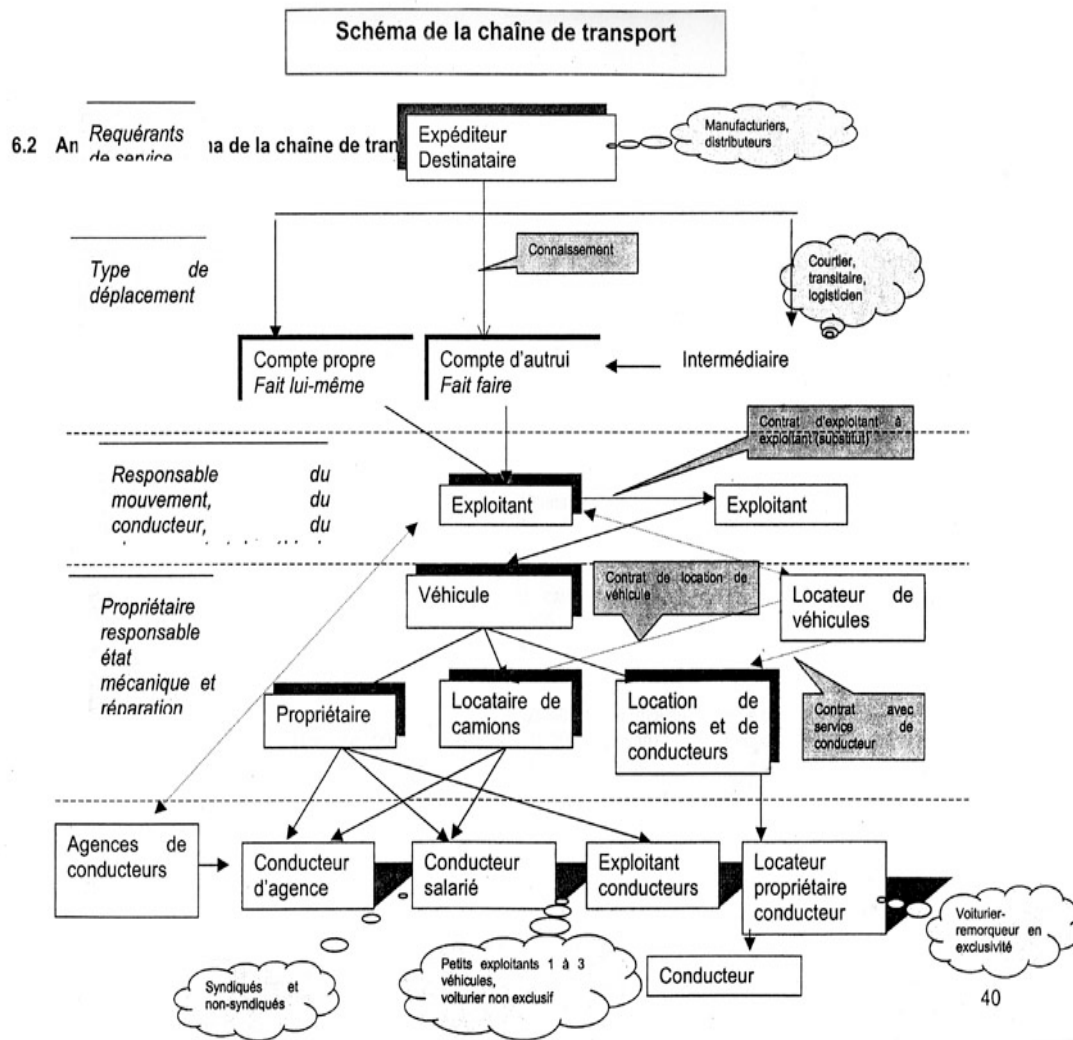 Schéma de la chaîne de transport
Requérants
de service
6.2 An
na de la chaîne de tran
Expéditeur
Destinataire
Manufacturiers,
distributeurs
Type de
déplacement
Connaissement
Courtier,
transitaire,
logisticien
Compte propre
Fait lui-même
Compte d'autrui
Fait faire
Intermédiaire
Contrat d'exploitant à
exploitant (substitut)
Responsable du
mouvement, du
conducteur, du
Exploitant
Exploitant
Propriétaire
responsable
état
mécanique et
réparation
Véhicule
Contrat de location de
véhicule
Locateur de
véhicules
Propriétaire
Locataire de
camions
Location de
camions et de
conducteurs
Contrat avec
service de
conducteur
Agences de
conducteurs
Conducteur
d'agence
Conducteur
salarié
Exploitant
conducteurs
Locateur
propriétaire
conducteur
Voiturier-
remorqueur en
exclusivité
Syndiqués et
non-syndiqués
Petits exploitants 1 à 3
véhicules,
voiturier non exclusif
Conducteur
40